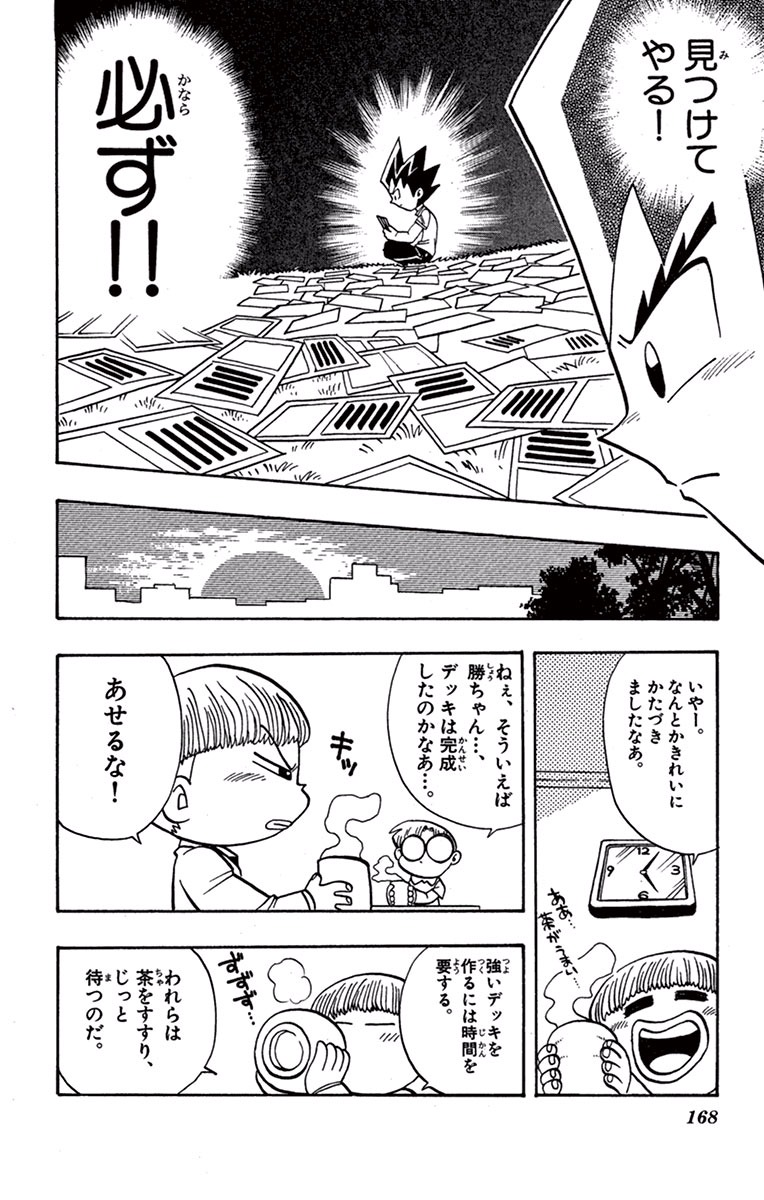 見つけて
やる!
必ず!!
いやー。
なんとかきれいに
かたづき
ましたなあ。
12
3
6
9
ああ…
茶がうまい…
ねぇ、そういえば
勝ちゃん…、
デッキは完成
したのかなあ…。
キッ
あせるな!
強いデッキを
作るには時間を
要する。
ずずずず…
われらは
茶をすすり、
じっと
待つのだ。
168